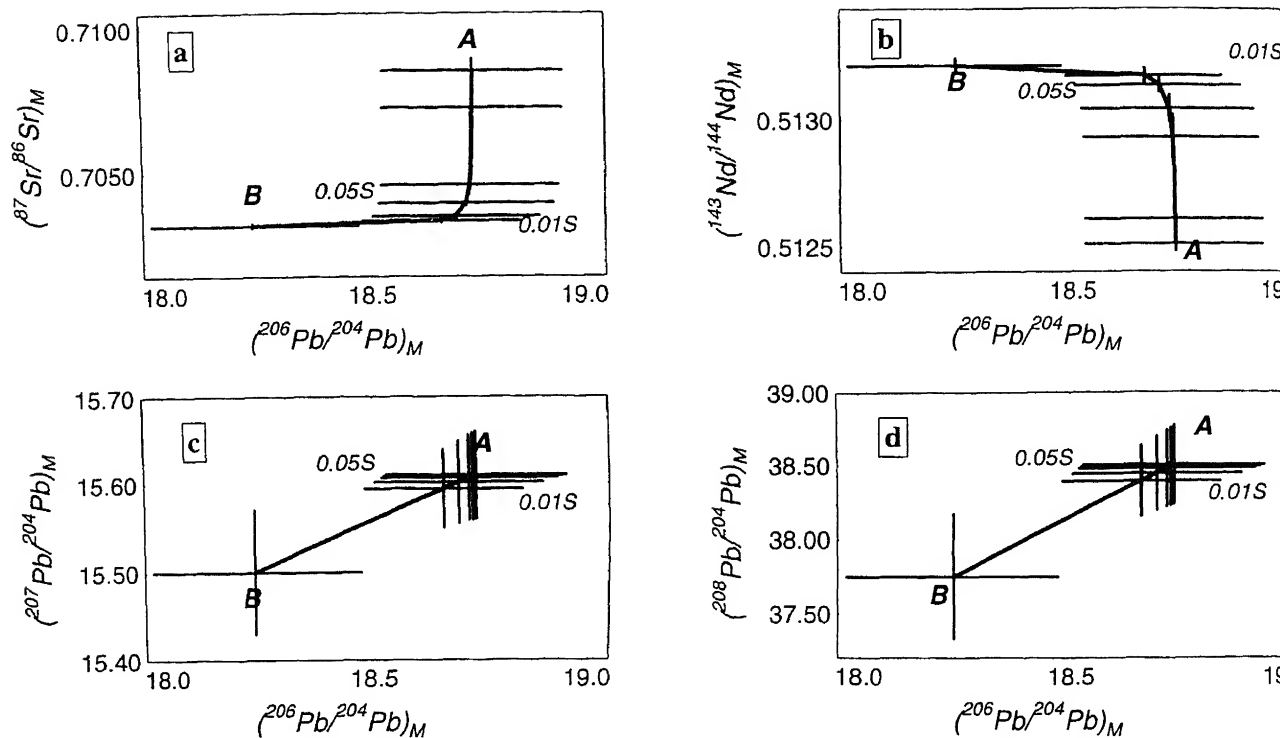 a
0.7100
0.7050
(⁸⁷Sr/⁸⁶Sr)M
A
B
0.05S
0.01S
18.0 18.5 19.0
(²⁰⁶Pb/²⁰⁴Pb)M
b
0.5130
0.5125
(¹⁴³Nd/¹⁴⁴Nd)M
B
0.05S
0.01S
A
18.0 18.5 19
(²⁰⁶Pb/²⁰⁴Pb)M
c
15.70
15.60
15.50
15.40
(²⁰⁷Pb/²⁰⁴Pb)M
A
0.05S
0.01S
B
18.0 18.5 19.0
(²⁰⁶Pb/²⁰⁴Pb)M
d
39.00
38.50
38.00
37.50
(²⁰⁸Pb/²⁰⁴Pb)M
A
0.05S
0.01S
B
18.0 18.5 19
(²⁰⁶Pb/²⁰⁴Pb)M